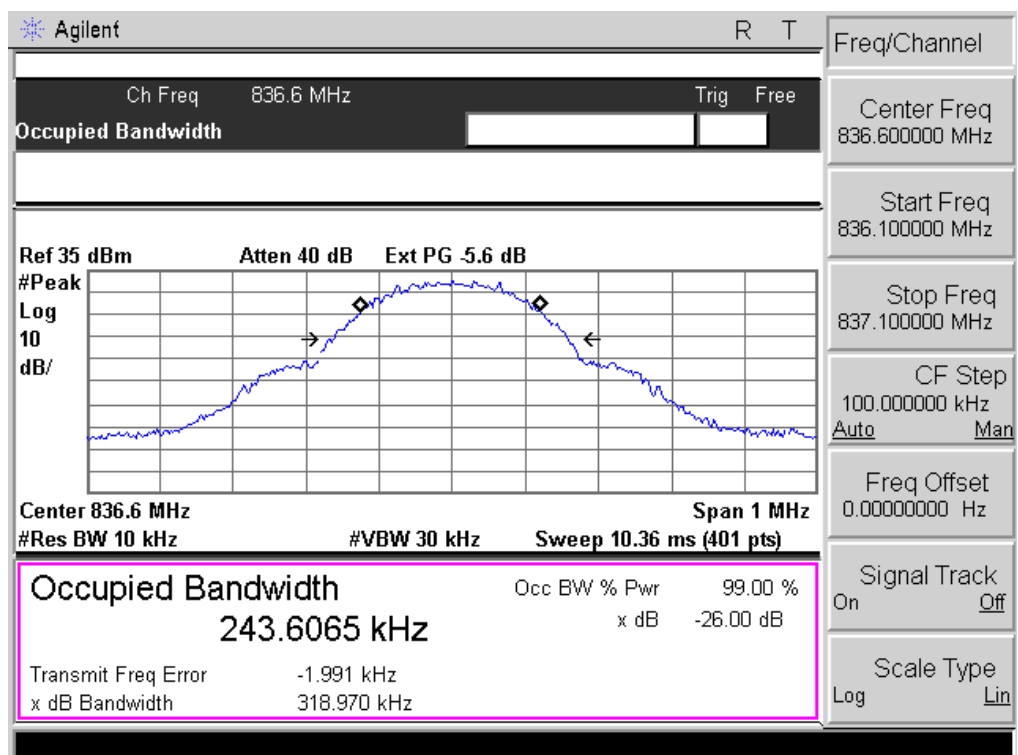 Agilent R T
Ch Freq 836.6 MHz Trig Free
Occupied Bandwidth
Ref 35 dBm Atten 40 dB Ext PG -5.6 dB
#Peak
Log
10
dB/
Center 836.6 MHz Span 1 MHz
#Res BW 10 kHz #VBW 30 kHz Sweep 10.36 ms (401 pts)
Occupied Bandwidth Occ BW % Pwr 99.00 %
243.6065 kHz x dB -26.00 dB
Transmit Freq Error -1.991 kHz
x dB Bandwidth 318.970 kHz
Freq/Channel
Center Freq
836.600000 MHz
Start Freq
836.100000 MHz
Stop Freq
837.100000 MHz
CF Step
100.000000 kHz
Auto Man
Freq Offset
0.00000000 Hz
Signal Track
On Off
Scale Type
Log Lin